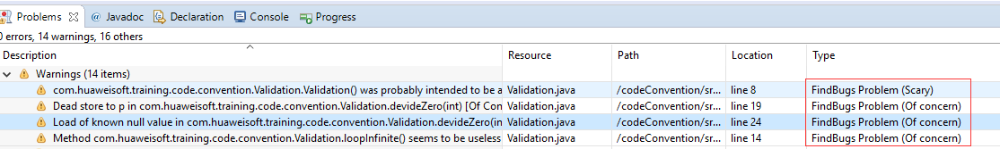 Problems @ Javadoc Declaration Console Progress
0 errors, 14 warnings, 16 others
Description Resource Path Location Type
Warnings (14 items)
com.huaweisoft.training.code.convention.Validation.Validation() was probably intended to be a Validation.java /codeConvention/sr... line 8 FindBugs Problem (Scary)
Dead store to p in com.huaweisoft.training.code.convention.Validation.devideZero(int) [Of Con Validation.java /codeConvention/sr... line 19 FindBugs Problem (Of concern)
Load of known null value in com.huaweisoft.training.code.convention.Validation.devideZero(in Validation.java /codeConvention/sr... line 24 FindBugs Problem (Of concern)
Method com.huaweisoft.training.code.convention.Validation.loopInfinite() seems to be useless Validation.java /codeConvention/sr... line 14 FindBugs Problem (Of concern)